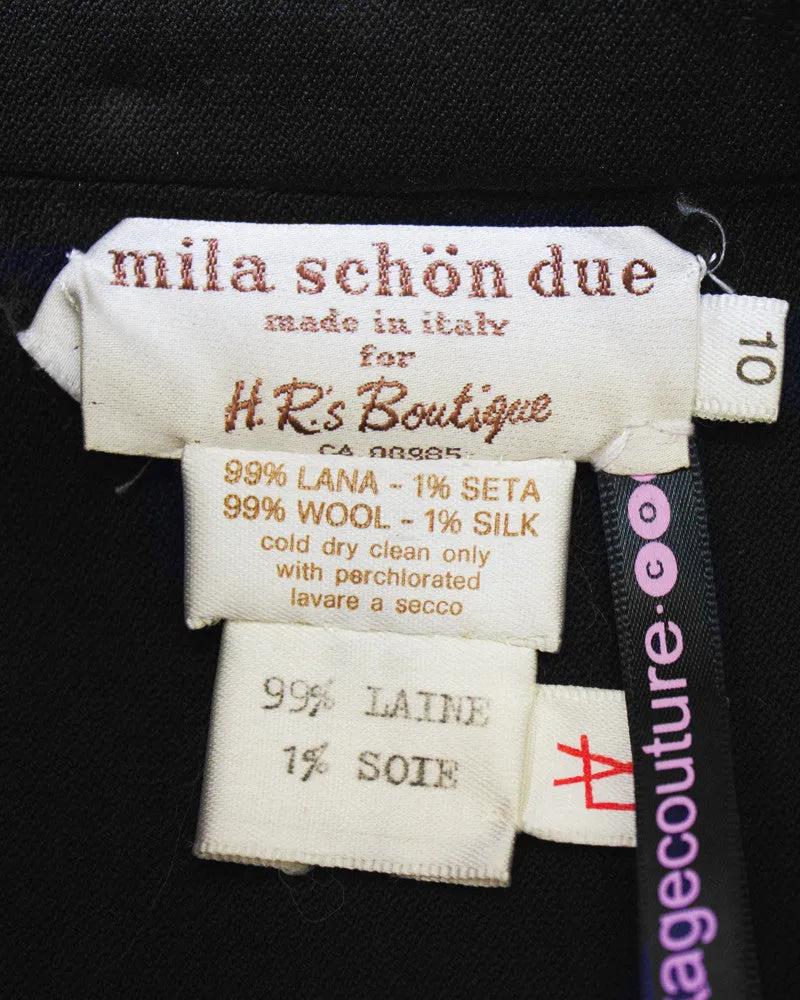 mila schön due
made in italy
for
H.R.'s Boutique
10
99% LANA - 1% SETA
99% WOOL - 1% SILK
cold dry clean only
with perchlorated
lavare a secco
99% LAINE
1% SOIE
agecouture.co